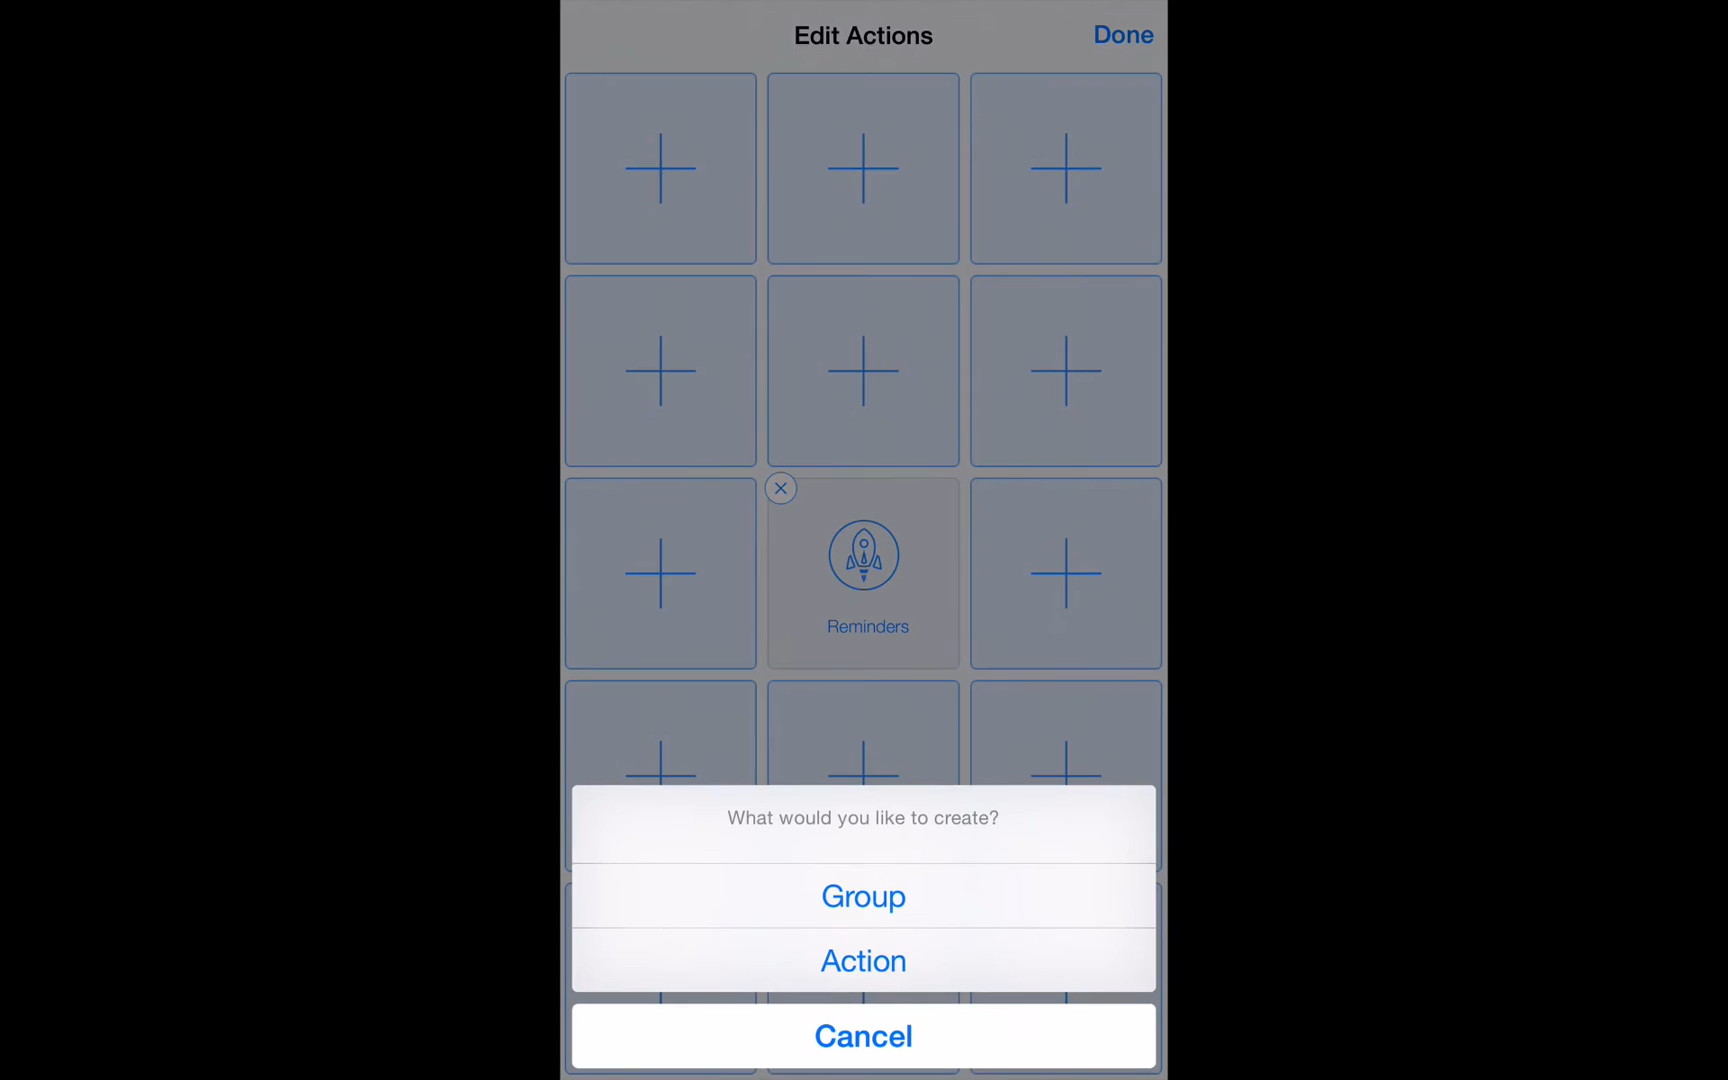 Edit Actions
Done
Reminders
What would you like to create?
Group
Action
Cancel